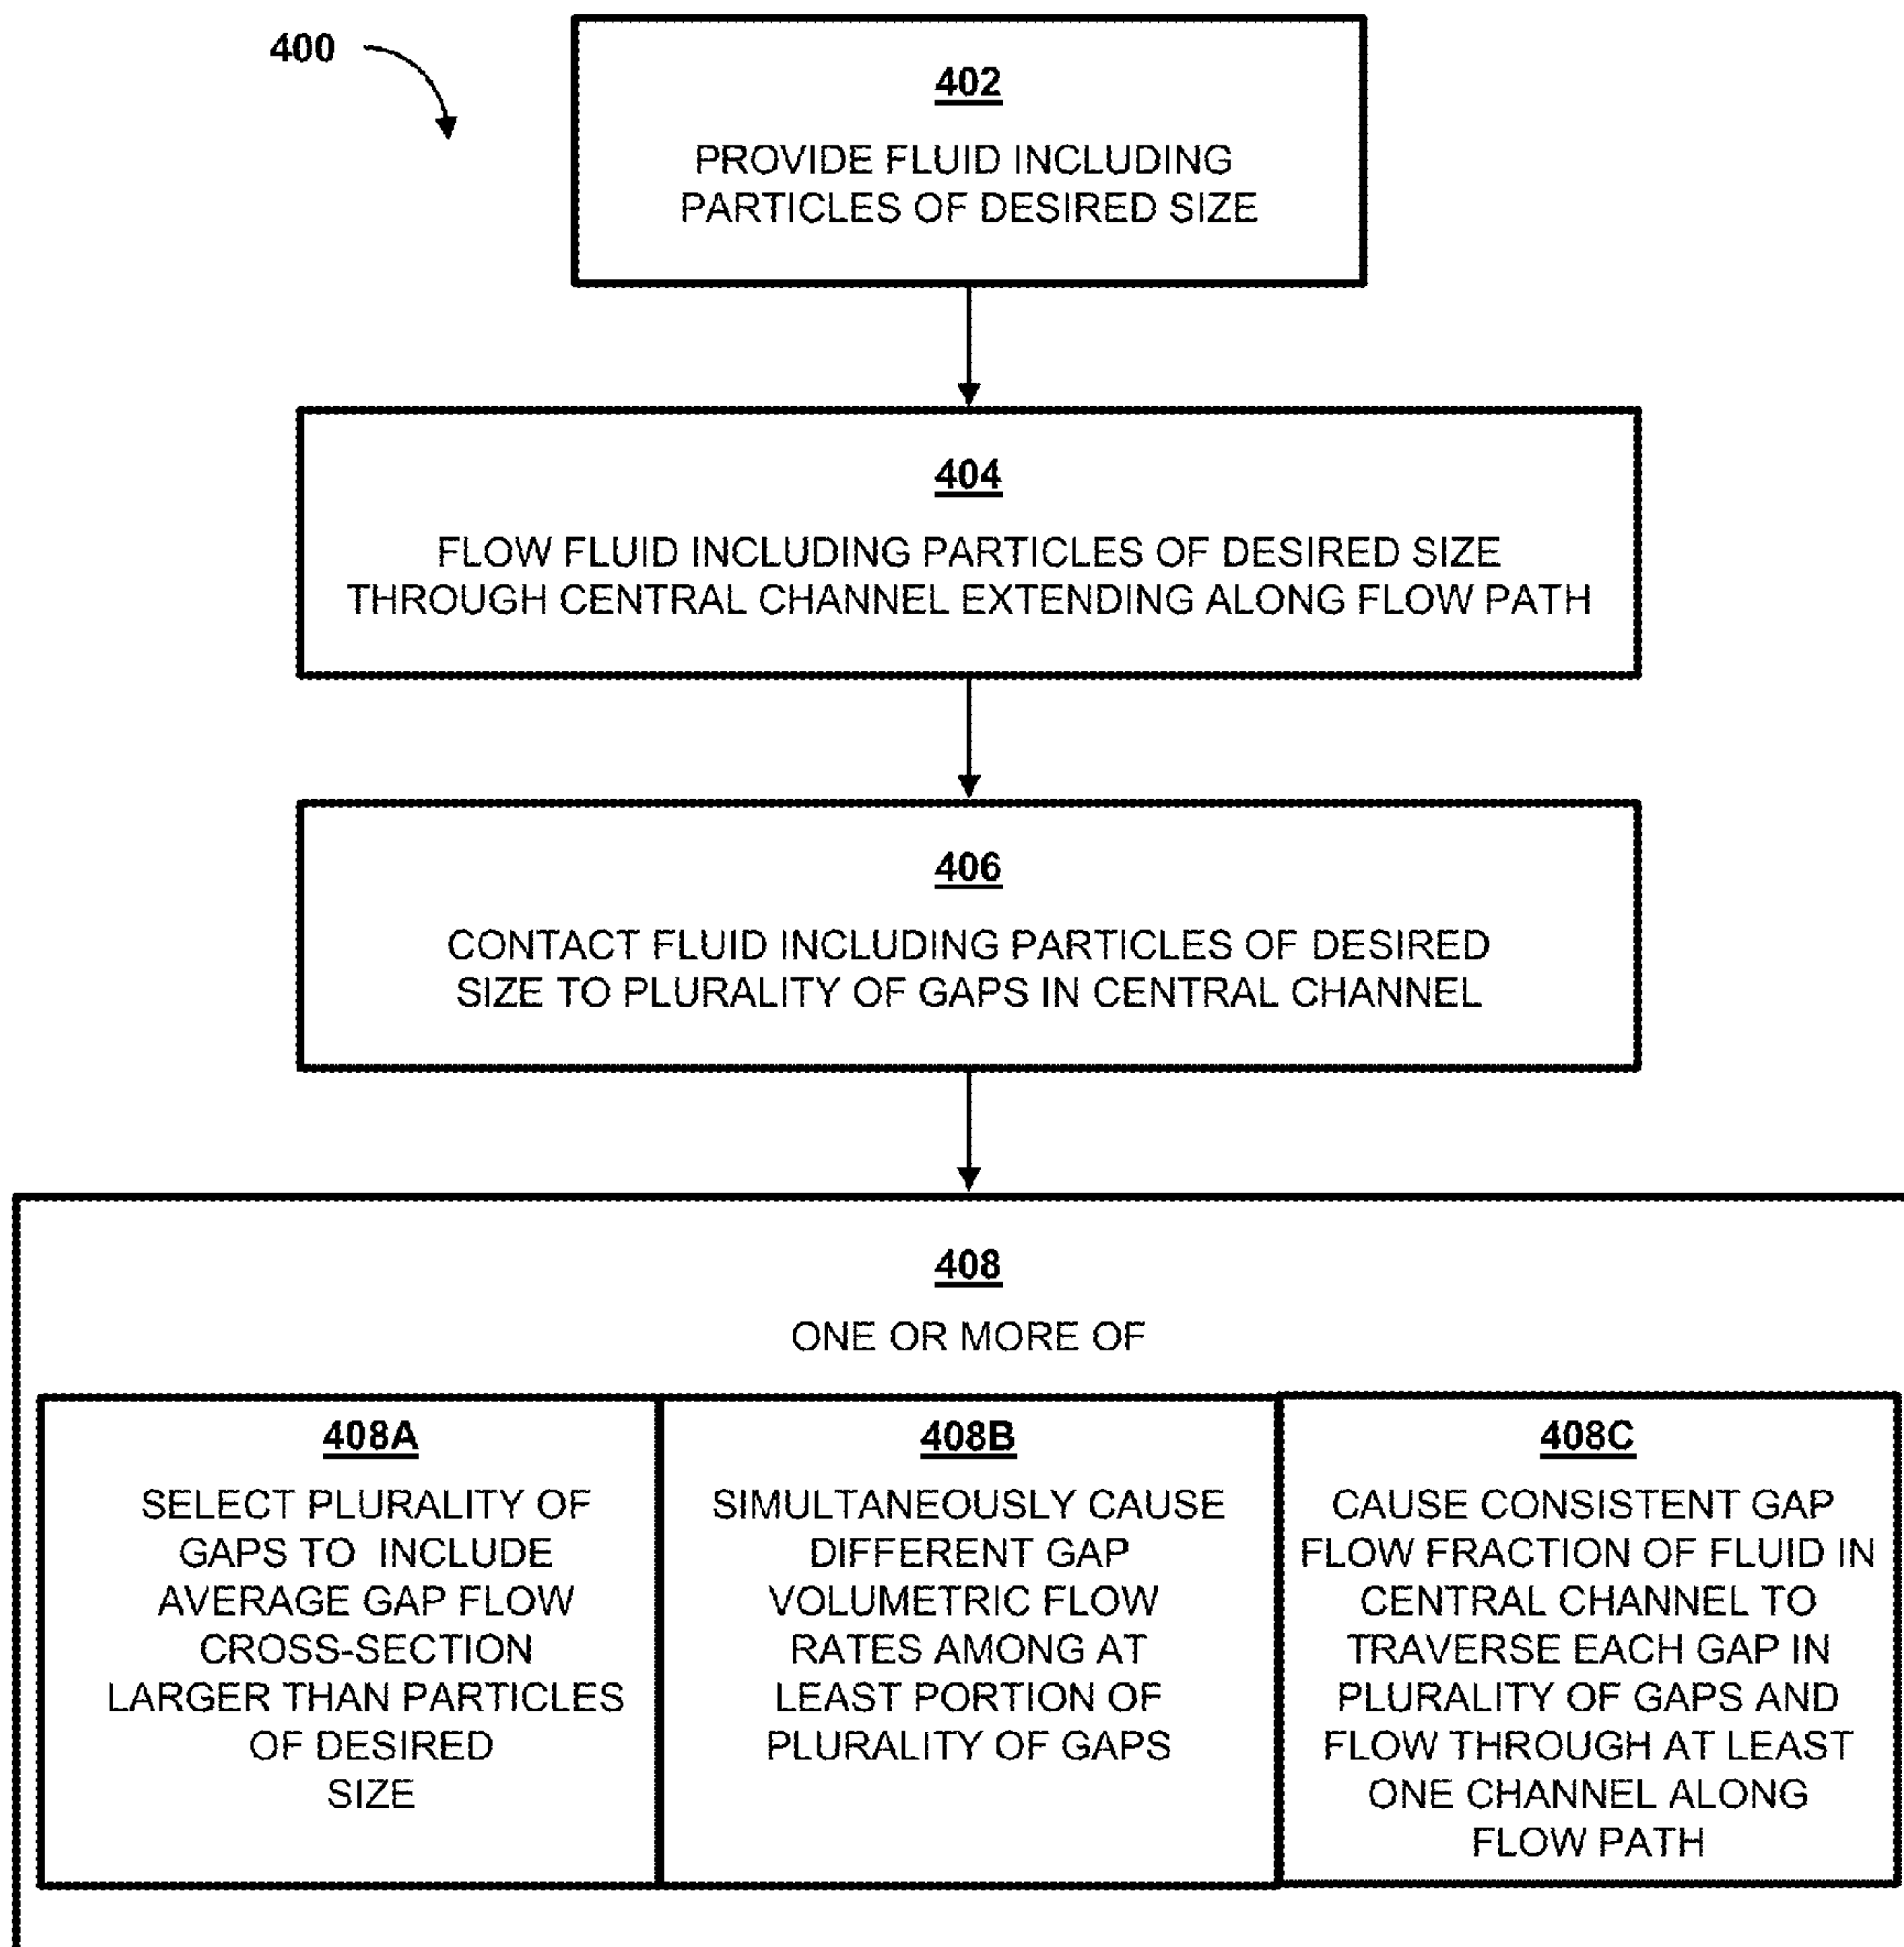 400
402
PROVIDE FLUID INCLUDING
PARTICLES OF DESIRED SIZE
404
FLOW FLUID INCLUDING PARTICLES OF DESIRED SIZE
THROUGH CENTRAL CHANNEL EXTENDING ALONG FLOW PATH
406
CONTACT FLUID INCLUDING PARTICLES OF DESIRED
SIZE TO PLURALITY OF GAPS IN CENTRAL CHANNEL
408
ONE OR MORE OF
408A
SELECT PLURALITY OF
GAPS TO INCLUDE
AVERAGE GAP FLOW
CROSS-SECTION
LARGER THAN PARTICLES
OF DESIRED
SIZE
408B
SIMULTANEOUSLY CAUSE
DIFFERENT GAP
VOLUMETRIC FLOW
RATES AMONG AT
LEAST PORTION OF
PLURALITY OF GAPS
408C
CAUSE CONSISTENT GAP
FLOW FRACTION OF FLUID IN
CENTRAL CHANNEL TO
TRAVERSE EACH GAP IN
PLURALITY OF GAPS AND
FLOW THROUGH AT LEAST
ONE CHANNEL ALONG
FLOW PATH